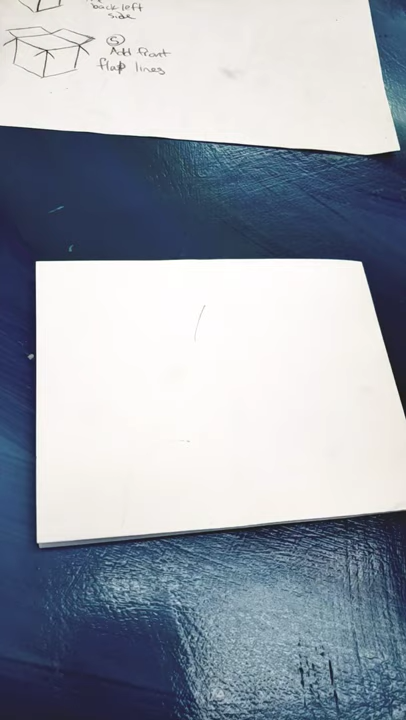 back left
side
⑤
Add front
flap lines